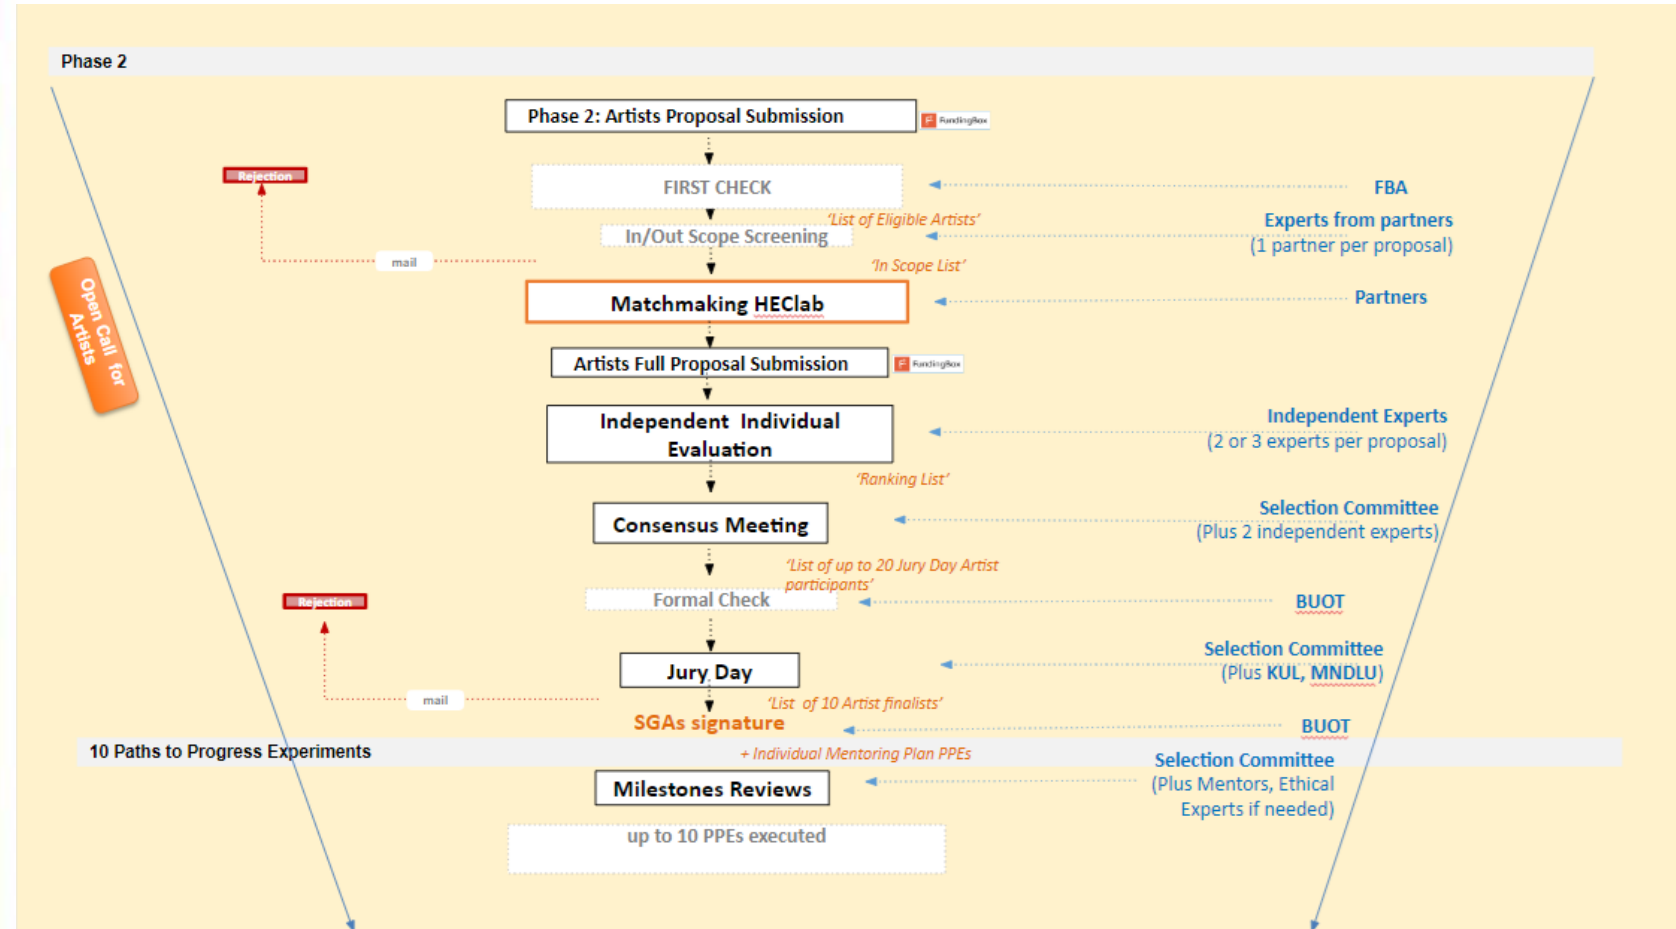 Phase 2
Phase 2: Artists Proposal Submission
F FundingBox
Rejection
FIRST CHECK
FBA
'List of Eligible Artists'
Experts from partners
In/Out Scope Screening
(1 partner per proposal)
mail
'In Scope List'
Open Call for
Artists
Matchmaking HEClab
Partners
Artists Full Proposal Submission
F FundingBox
Independent Individual
Evaluation
Independent Experts
(2 or 3 experts per proposal)
'Ranking List'
Consensus Meeting
Selection Committee
(Plus 2 independent experts)
'List of up to 20 Jury Day Artist
participants'
Rejection
Formal Check
BUOT
Jury Day
Selection Committee
(Plus KUL, MNDLU)
mail
'List of 10 Artist finalists'
SGAs signature
BUOT
10 Paths to Progress Experiments
+ Individual Mentoring Plan PPEs
Selection Committee
(Plus Mentors, Ethical
Experts if needed)
Milestones Reviews
up to 10 PPEs executed